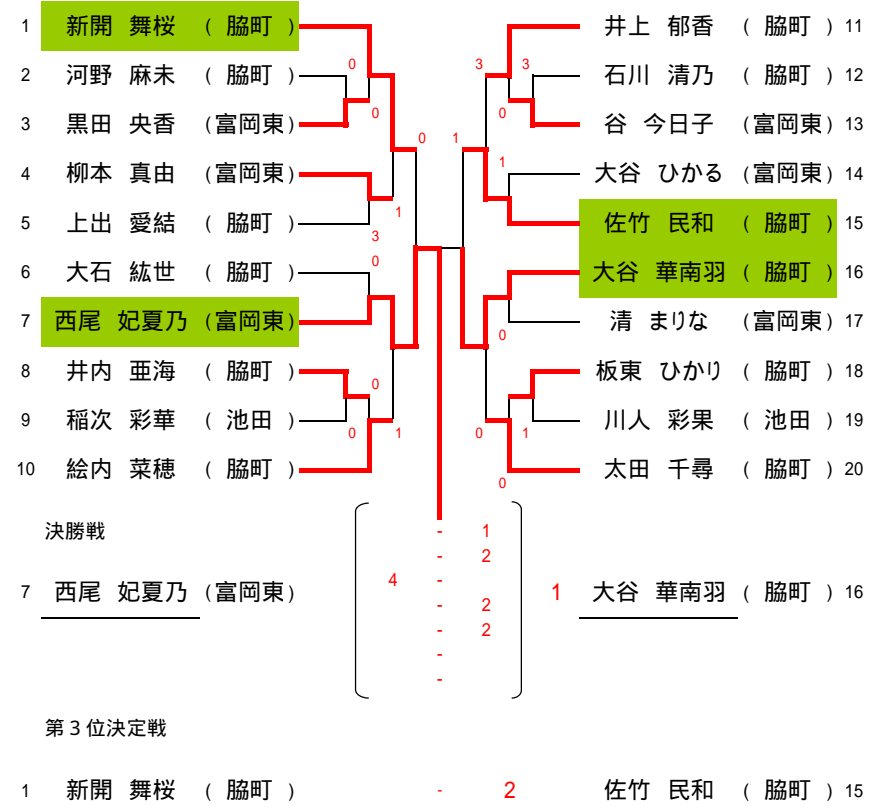 1 新開 舞桜 ( 脇町 ) 井上 郁香 ( 脇町 ) 11
0 3 3
2 河野 麻未 ( 脇町 ) 石川 清乃 ( 脇町 ) 12
0 0
3 黒田 央香 (富岡東) 谷 今日子 (富岡東) 13
0 1
4 柳本 真由 (富岡東) 1 大谷 ひかる (富岡東) 14
1
5 上出 愛結 ( 脇町 ) 佐竹 民和 ( 脇町 ) 15
3
0
6 大石 紘世 ( 脇町 ) 大谷 華南羽 ( 脇町 ) 16
7 西尾 妃夏乃 (富岡東) 清 まりな (富岡東) 17
0
8 井内 亜海 ( 脇町 ) 板東 ひかり ( 脇町 ) 18
0
9 稲次 彩華 ( 池田 ) 川人 彩果 ( 池田 ) 19
0 1 0 1
10 絵内 菜穂 ( 脇町 ) 太田 千尋 ( 脇町 ) 20
0
決勝戦 - 1
- 2
4 -
7 西尾 妃夏乃 (富岡東) 1 大谷 華南羽 ( 脇町 ) 16
- 2
- 2
-
-
第3位決定戦
1 新開 舞桜 ( 脇町 ) - 2 佐竹 民和 ( 脇町 ) 15